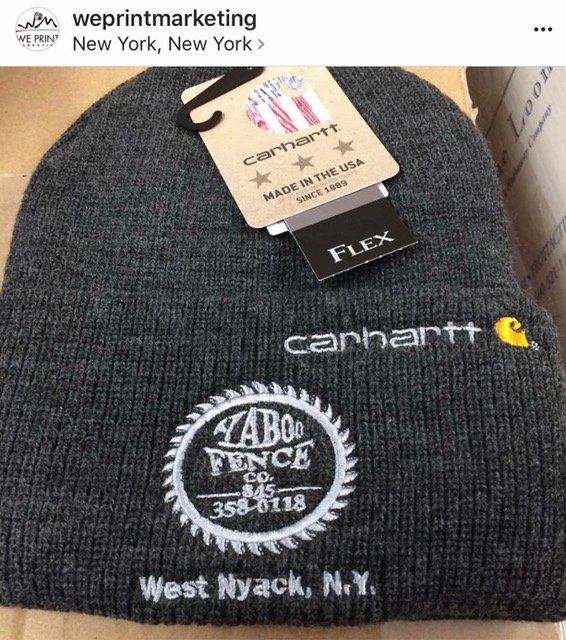 weprintmarketing
New York, New York >
WE PRINT
carhartt
MADE IN THE USA
SINCE 1889
FLEX
carhartt
YABOO
FENCE
CO.
845
358-0118
West Nyack, N.Y.